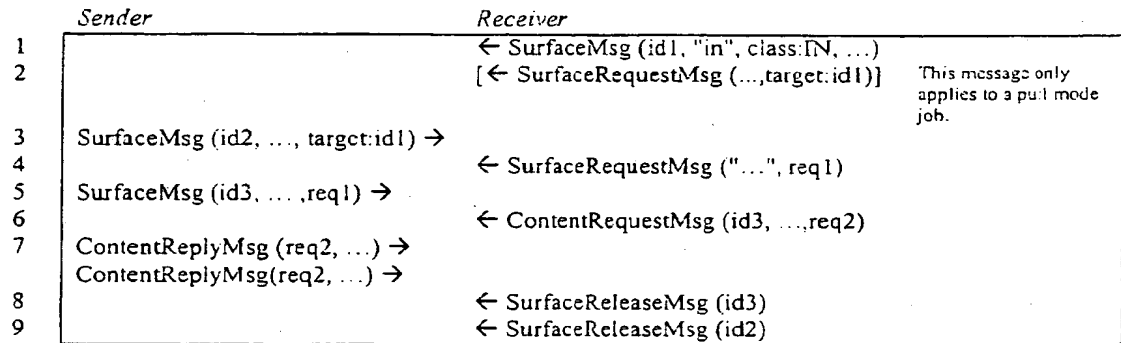 Sender Receiver
1 ← SurfaceMsg (id1, "in", class:IN, ...)
2 [← SurfaceRequestMsg (...,target:id1)]
This message only
applies to a pull mode
job.
3 SurfaceMsg (id2, ..., target:id1) →
4 ← SurfaceRequestMsg ("...", req1)
5 SurfaceMsg (id3, ... ,req1) →
6 ← ContentRequestMsg (id3, ...,req2)
7 ContentReplyMsg (req2, ...) →
ContentReplyMsg(req2, ...) →
8 ← SurfaceReleaseMsg (id3)
9 ← SurfaceReleaseMsg (id2)